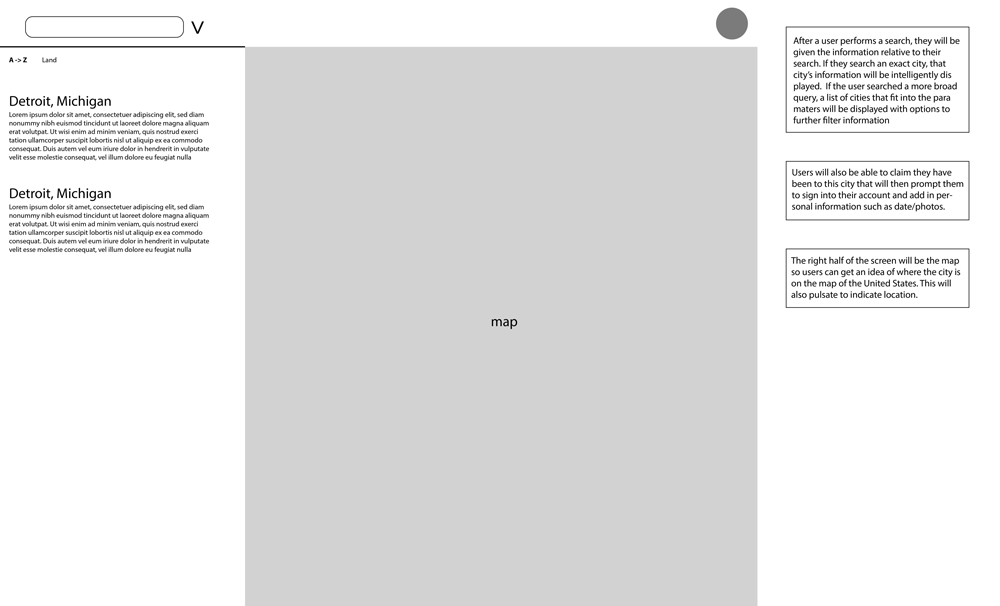 V
A -> Z Land
Detroit, Michigan
Lorem ipsum dolor sit amet, consectetuer adipiscing elit, sed diam
nonummy nibh euismod tincidunt ut laoreet dolore magna aliquam
erat volutpat. Ut wisi enim ad minim veniam, quis nostrud exerci
tation ullamcorper suscipit lobortis nisl ut aliquip ex ea commodo
consequat. Duis autem vel eum iriure dolor in hendrerit in vulputate
velit esse molestie consequat, vel illum dolore eu feugiat nulla
Detroit, Michigan
Lorem ipsum dolor sit amet, consectetuer adipiscing elit, sed diam
nonummy nibh euismod tincidunt ut laoreet dolore magna aliquam
erat volutpat. Ut wisi enim ad minim veniam, quis nostrud exerci
tation ullamcorper suscipit lobortis nisl ut aliquip ex ea commodo
consequat. Duis autem vel eum iriure dolor in hendrerit in vulputate
velit esse molestie consequat, vel illum dolore eu feugiat nulla
map
After a user performs a search, they will be
given the information relative to their
search. If they search an exact city, that
city's information will be intelligently dis
played. If the user searched a more broad
query, a list of cities that fit into the para
maters will be displayed with options to
further filter information
Users will also be able to claim they have
been to this city that will then prompt them
to sign into their account and add in per-
sonal information such as date/photos.
The right half of the screen will be the map
so users can get an idea of where the city is
on the map of the United States. This will
also pulsate to indicate location.